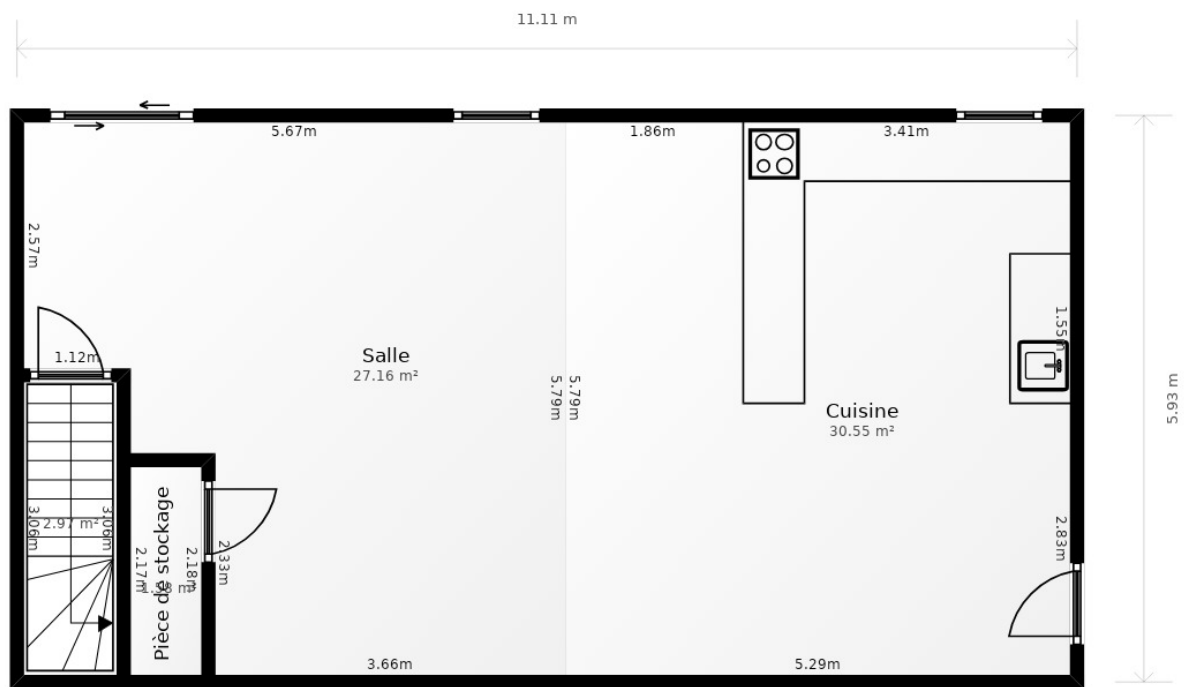 11.11 m
5.67m
1.86m
3.41m
2.57m
1.12m
Salle
27.16 m²
5.79m
5.79m
1.55m
Cuisine
30.55 m²
5.93 m
3.06m
2.97 m²
3.06m
2.17m
Pièce de stockage
2.18m
2.33m
2.83m
3.66m
5.29m